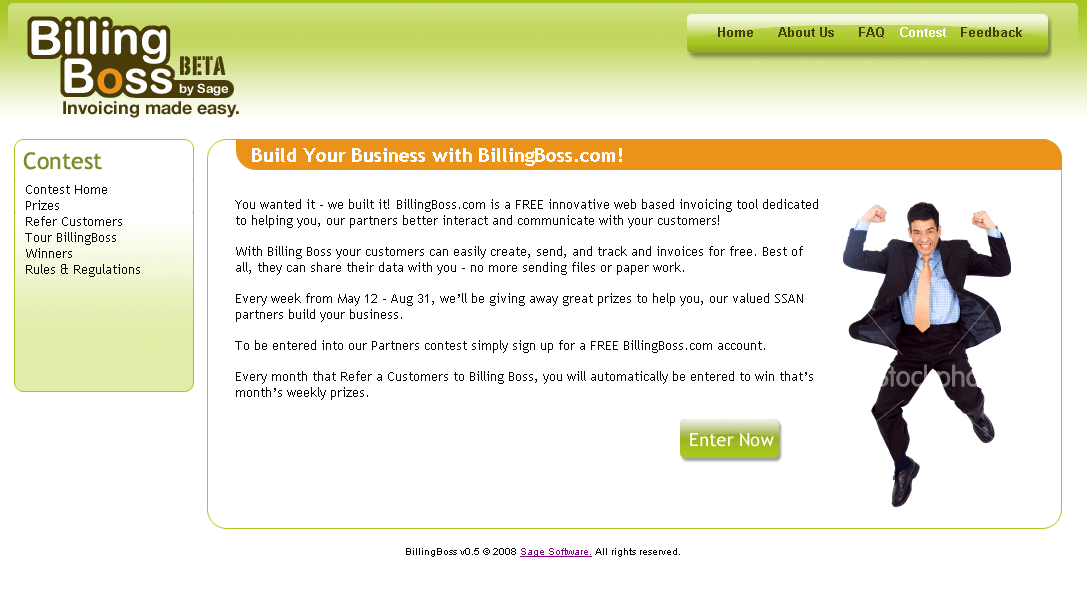 Billing
Boss BETA
by Sage
Invoicing made easy.
Home About Us FAQ Contest Feedback
Contest
Contest Home
Prizes
Refer Customers
Tour BillingBoss
Winners
Rules & Regulations
Build Your Business with BillingBoss.com!
You wanted it - we built it! BillingBoss.com is a FREE innovative web based invoicing tool dedicated
to helping you, our partners better interact and communicate with your customers!
With Billing Boss your customers can easily create, send, and track and invoices for free. Best of
all, they can share their data with you - no more sending files or paper work.
Every week from May 12 - Aug 31, we’ll be giving away great prizes to help you, our valued SSAN
partners build your business.
To be entered into our Partners contest simply sign up for a FREE BillingBoss.com account.
Every month that Refer a Customers to Billing Boss, you will automatically be entered to win that’s
month’s weekly prizes.
Enter Now
BillingBoss v0.5 © 2008 Sage Software. All rights reserved.